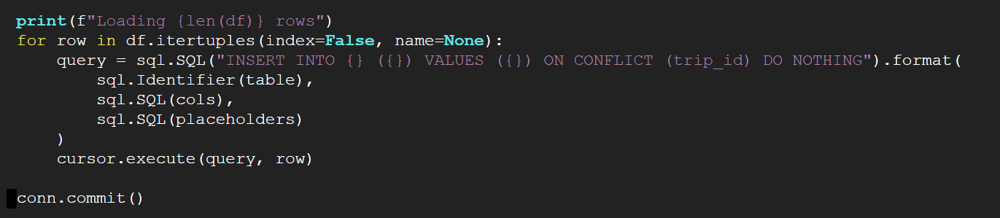 print(f"Loading {len(df)} rows")
for row in df.itertuples(index=False, name=None):
    query = sql.SQL("INSERT INTO {} ({}) VALUES ({}) ON CONFLICT (trip_id) DO NOTHING").format(
        sql.Identifier(table),
        sql.SQL(cols),
        sql.SQL(placeholders)
    )
    cursor.execute(query, row)

conn.commit()